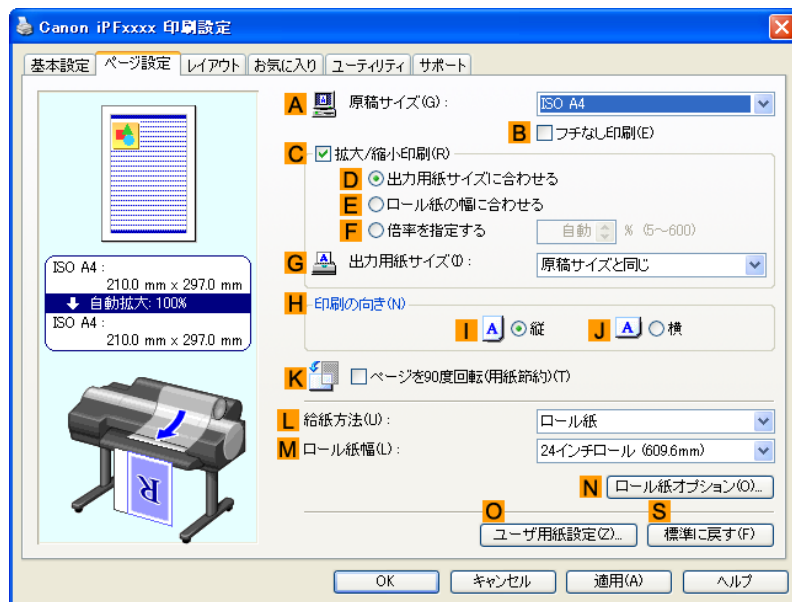 Canon iPFxxxx 印刷設定
基本設定 ページ設定 レイアウト お気に入り ユーティリティ サポート
A 原稿サイズ(G): ISO A4
B フチなし印刷(E)
C 拡大/縮小印刷(R)
D 出力用紙サイズに合わせる
E ロール紙の幅に合わせる
F 倍率を指定する 自動 % (5～600)
G 出力用紙サイズ(I): 原稿サイズと同じ
ISO A4 :
210.0 mm x 297.0 mm
自動拡大: 100%
ISO A4 :
210.0 mm x 297.0 mm
H 印刷の向き(N)
I A 縦 J A 横
K ページを90度回転(用紙節約)(T)
L 給紙方法(U): ロール紙
M ロール紙幅(L): 24インチロール (609.6mm)
R
N ロール紙オプション(O)...
O S
ユーザ用紙設定(Z)... 標準に戻す(F)
OK キャンセル 適用(A) ヘルプ